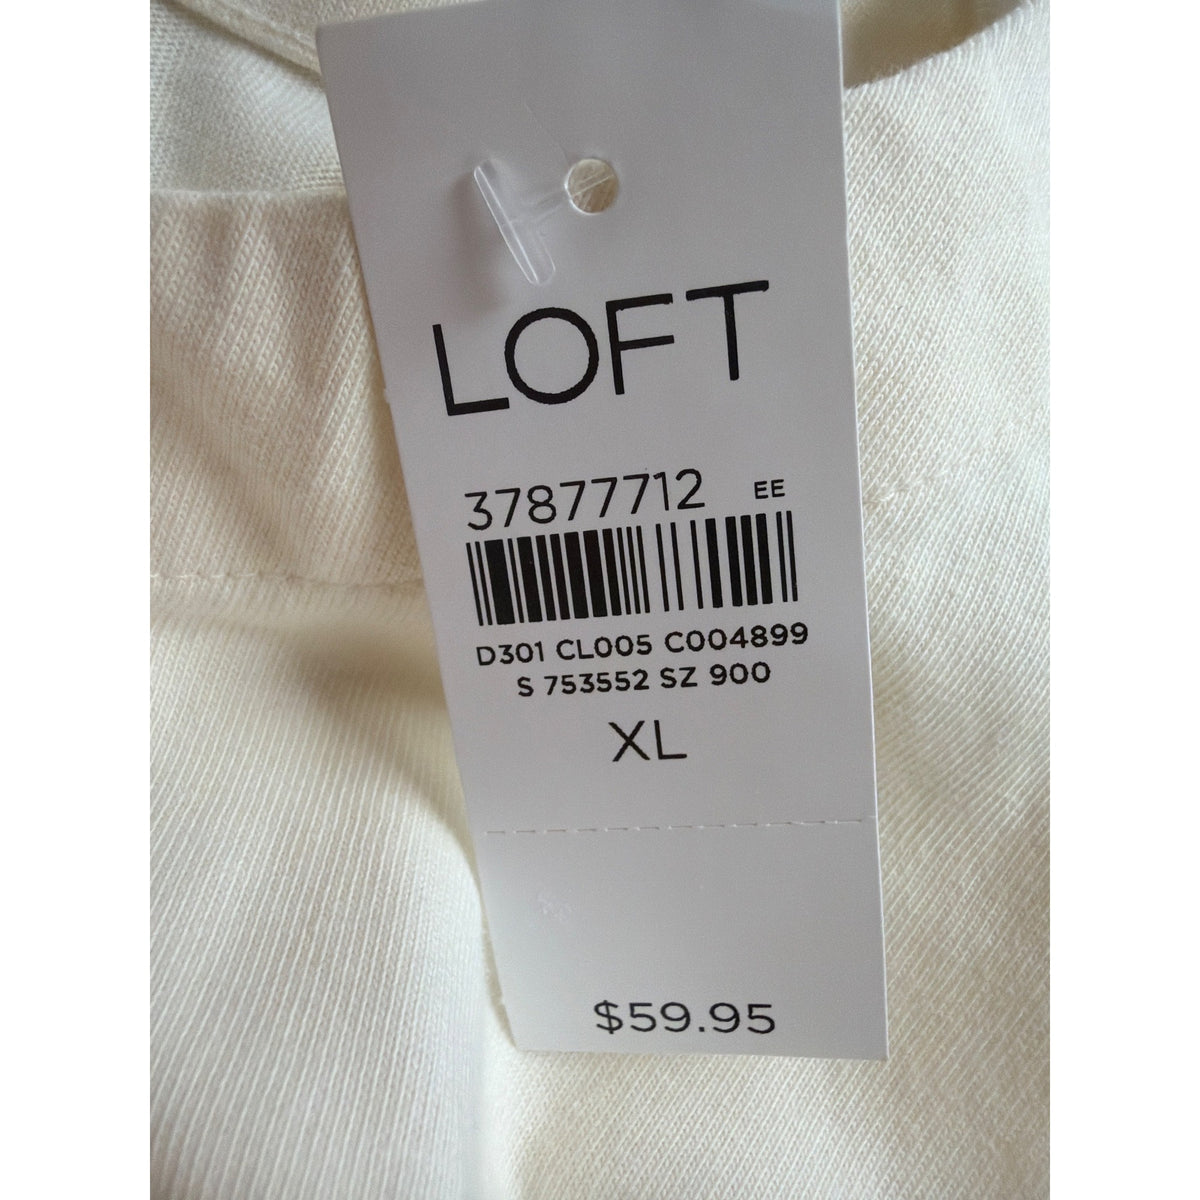 LOFT
37877712 EE
D301 CL005 C004899
S 753552 SZ 900
XL
$59.95